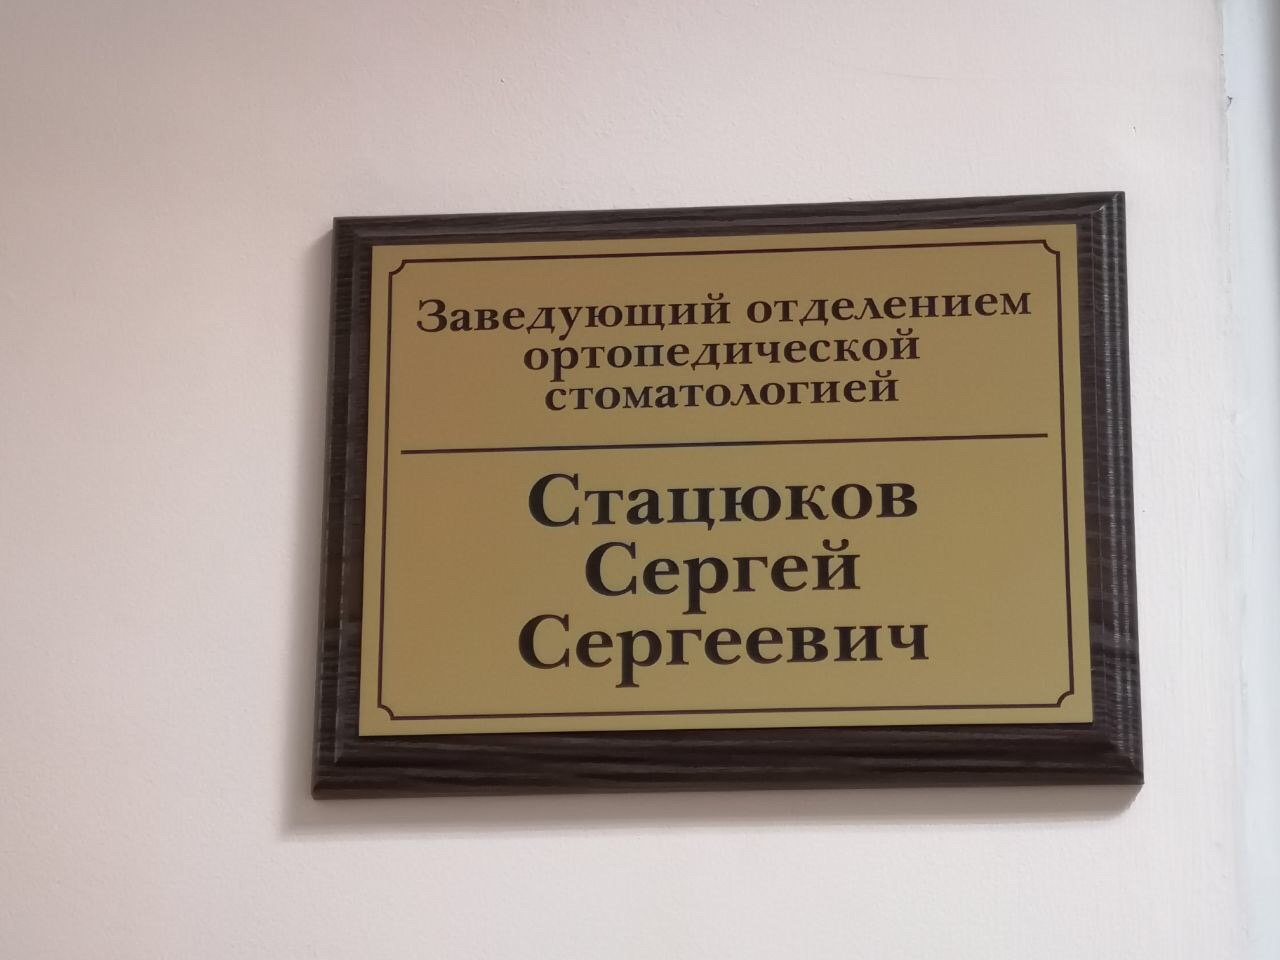 Заведующий отделением
ортопедической
стоматологией
Стацюков
Сергей
Сергеевич